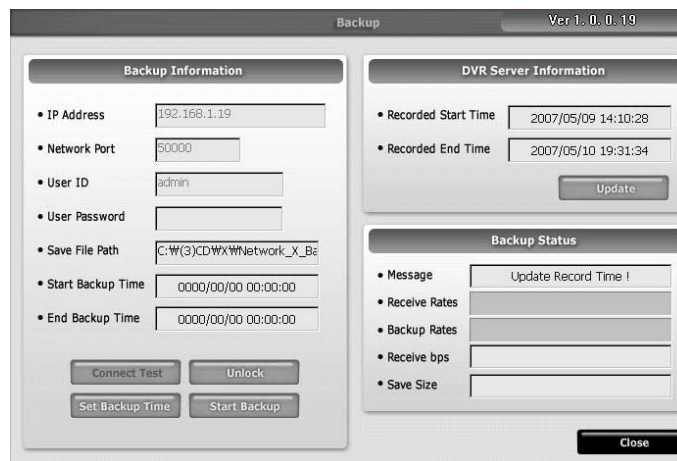 Backup
Ver 1. 0. 0. 19
Backup Information
• IP Address 192.168.1.19
• Network Port 50000
• User ID admin
• User Password
• Save File Path C:₩(3)CD₩X₩Network_X_Ba
• Start Backup Time 0000/00/00 00:00:00
• End Backup Time 0000/00/00 00:00:00
Connect Test Unlock
Set Backup Time Start Backup
DVR Server Information
• Recorded Start Time 2007/05/09 14:10:28
• Recorded End Time 2007/05/10 19:31:34
Update
Backup Status
• Message Update Record Time !
• Receive Rates
• Backup Rates
• Receive bps
• Save Size
Close